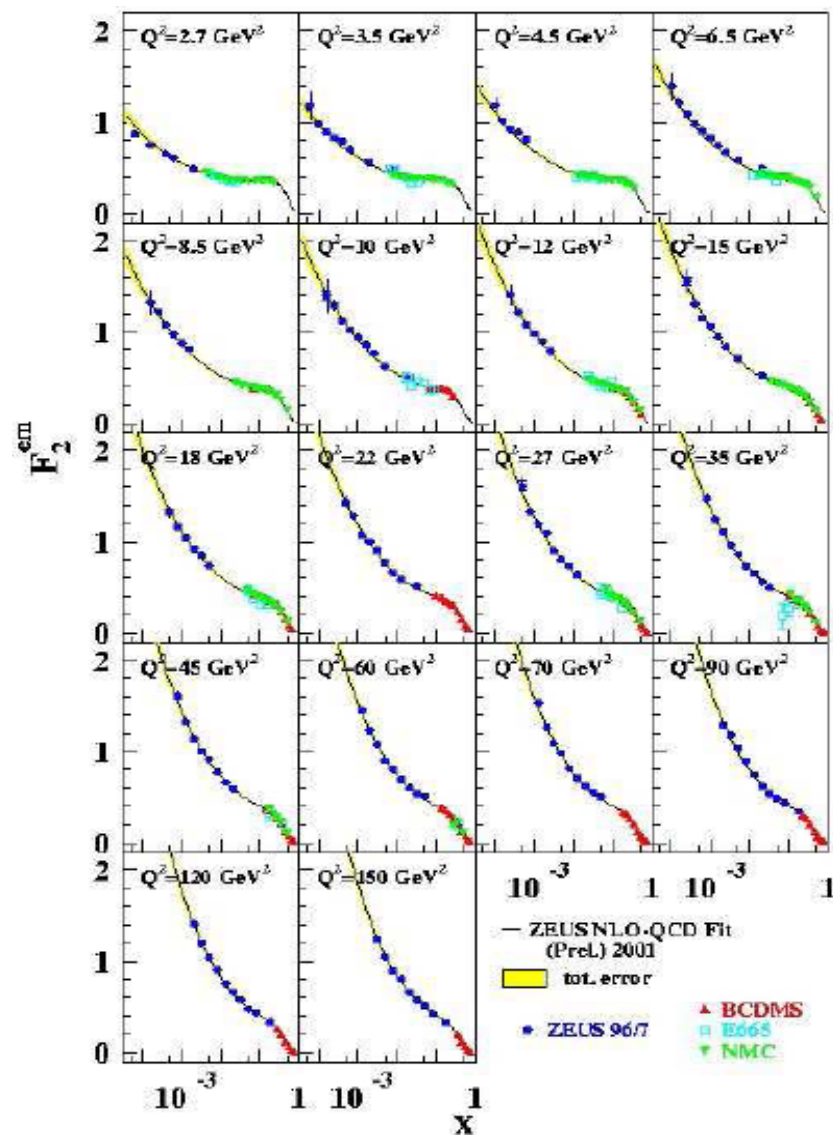 2
Q²=2.7 GeV²
Q²=3.5 GeV²
Q²=4.5 GeV²
Q²=6.5 GeV²
1
0
2
Q²=8.5 GeV²
Q²=10 GeV²
Q²=12 GeV²
Q²=15 GeV²
1
0
F₂ᵉᵐ
2
Q²=18 GeV²
Q²=22 GeV²
Q²=27 GeV²
Q²=35 GeV²
1
0
2
Q²=45 GeV²
Q²=60 GeV²
Q²=70 GeV²
Q²=90 GeV²
1
0
10⁻³ 1 10⁻³ 1
2
Q²=120 GeV²
Q²=150 GeV²
1
0
10⁻³ 1 10⁻³ 1
x
ZEUS NLO-QCD Fit
(Prel.) 2001
tot. error
ZEUS 96/7
BCDMS
E665
NMC